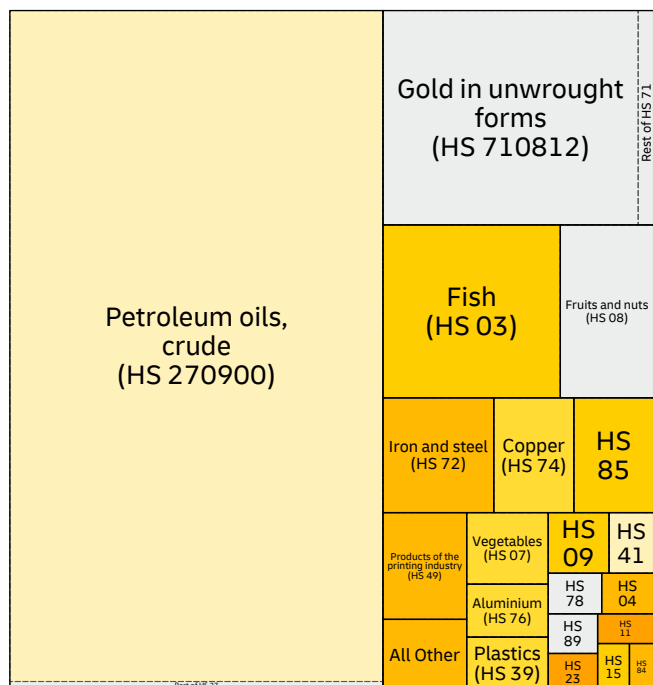 Petroleum oils,
crude
(HS 270900)
Gold in unwrought
forms
(HS 710812)
Rest of HS 71
Fish
(HS 03)
Fruits and nuts
(HS 08)
Iron and steel
(HS 72)
Copper
(HS 74)
HS
85
Products of the
printing industry
(HS 49)
Vegetables
(HS 07)
HS
09
HS
41
Aluminium
(HS 76)
HS
78
HS
04
HS
89
HS
11
All Other
Plastics
(HS 39)
HS
23
HS
15
HS
84